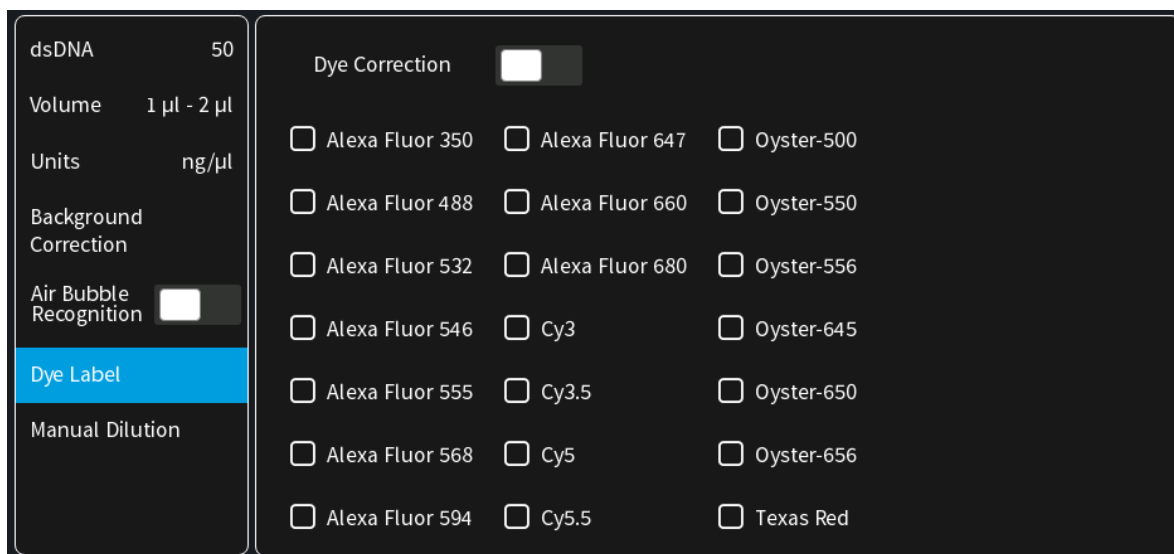 dsDNA 50
Volume 1 µl - 2 µl
Units ng/µl
Background
Correction
Air Bubble
Recognition
Dye Label
Manual Dilution
Dye Correction
Alexa Fluor 350 Alexa Fluor 647 Oyster-500
Alexa Fluor 488 Alexa Fluor 660 Oyster-550
Alexa Fluor 532 Alexa Fluor 680 Oyster-556
Alexa Fluor 546 Cy3 Oyster-645
Alexa Fluor 555 Cy3.5 Oyster-650
Alexa Fluor 568 Cy5 Oyster-656
Alexa Fluor 594 Cy5.5 Texas Red